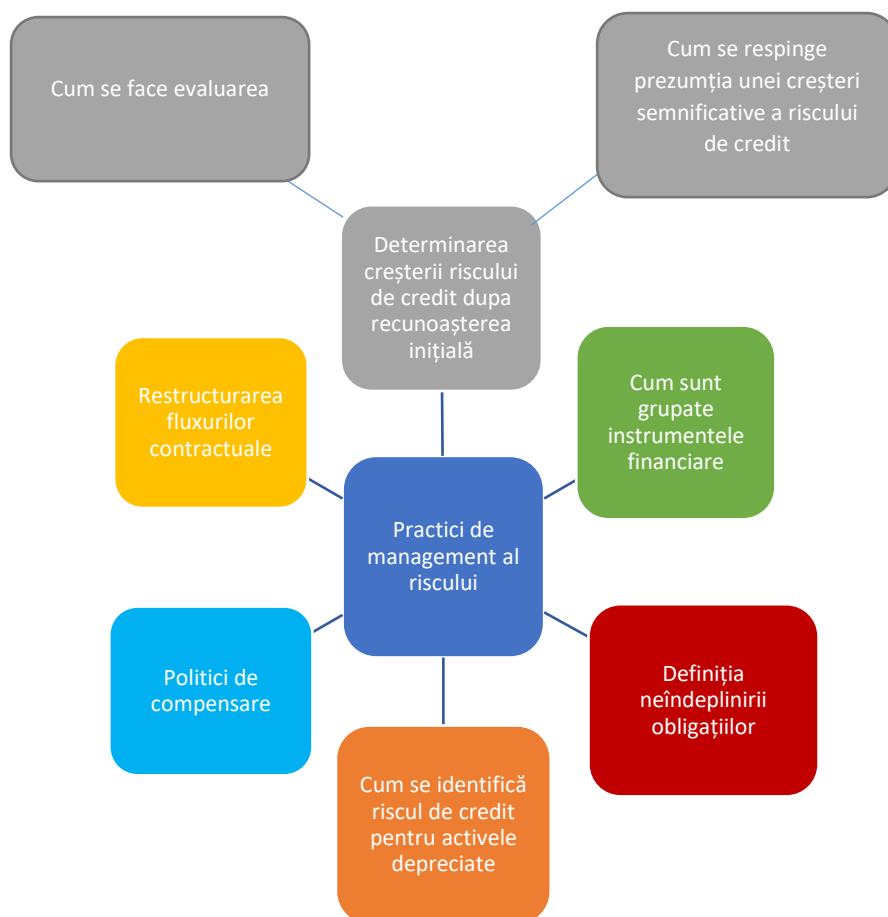 Cum se face evaluarea
Cum se respinge
prezumția unei creșteri
semnificative a riscului
de credit
Determinarea
creșterii riscului
de credit dupa
recunoașterea
inițială
Restructurarea
fluxurilor
contractuale
Cum sunt
grupate
instrumentele
financiare
Practici de
management al
riscului
Politici de
compensare
Definiția
neîndeplinirii
obligațiilor
Cum se identifică
riscul de credit
pentru activele
depreciate